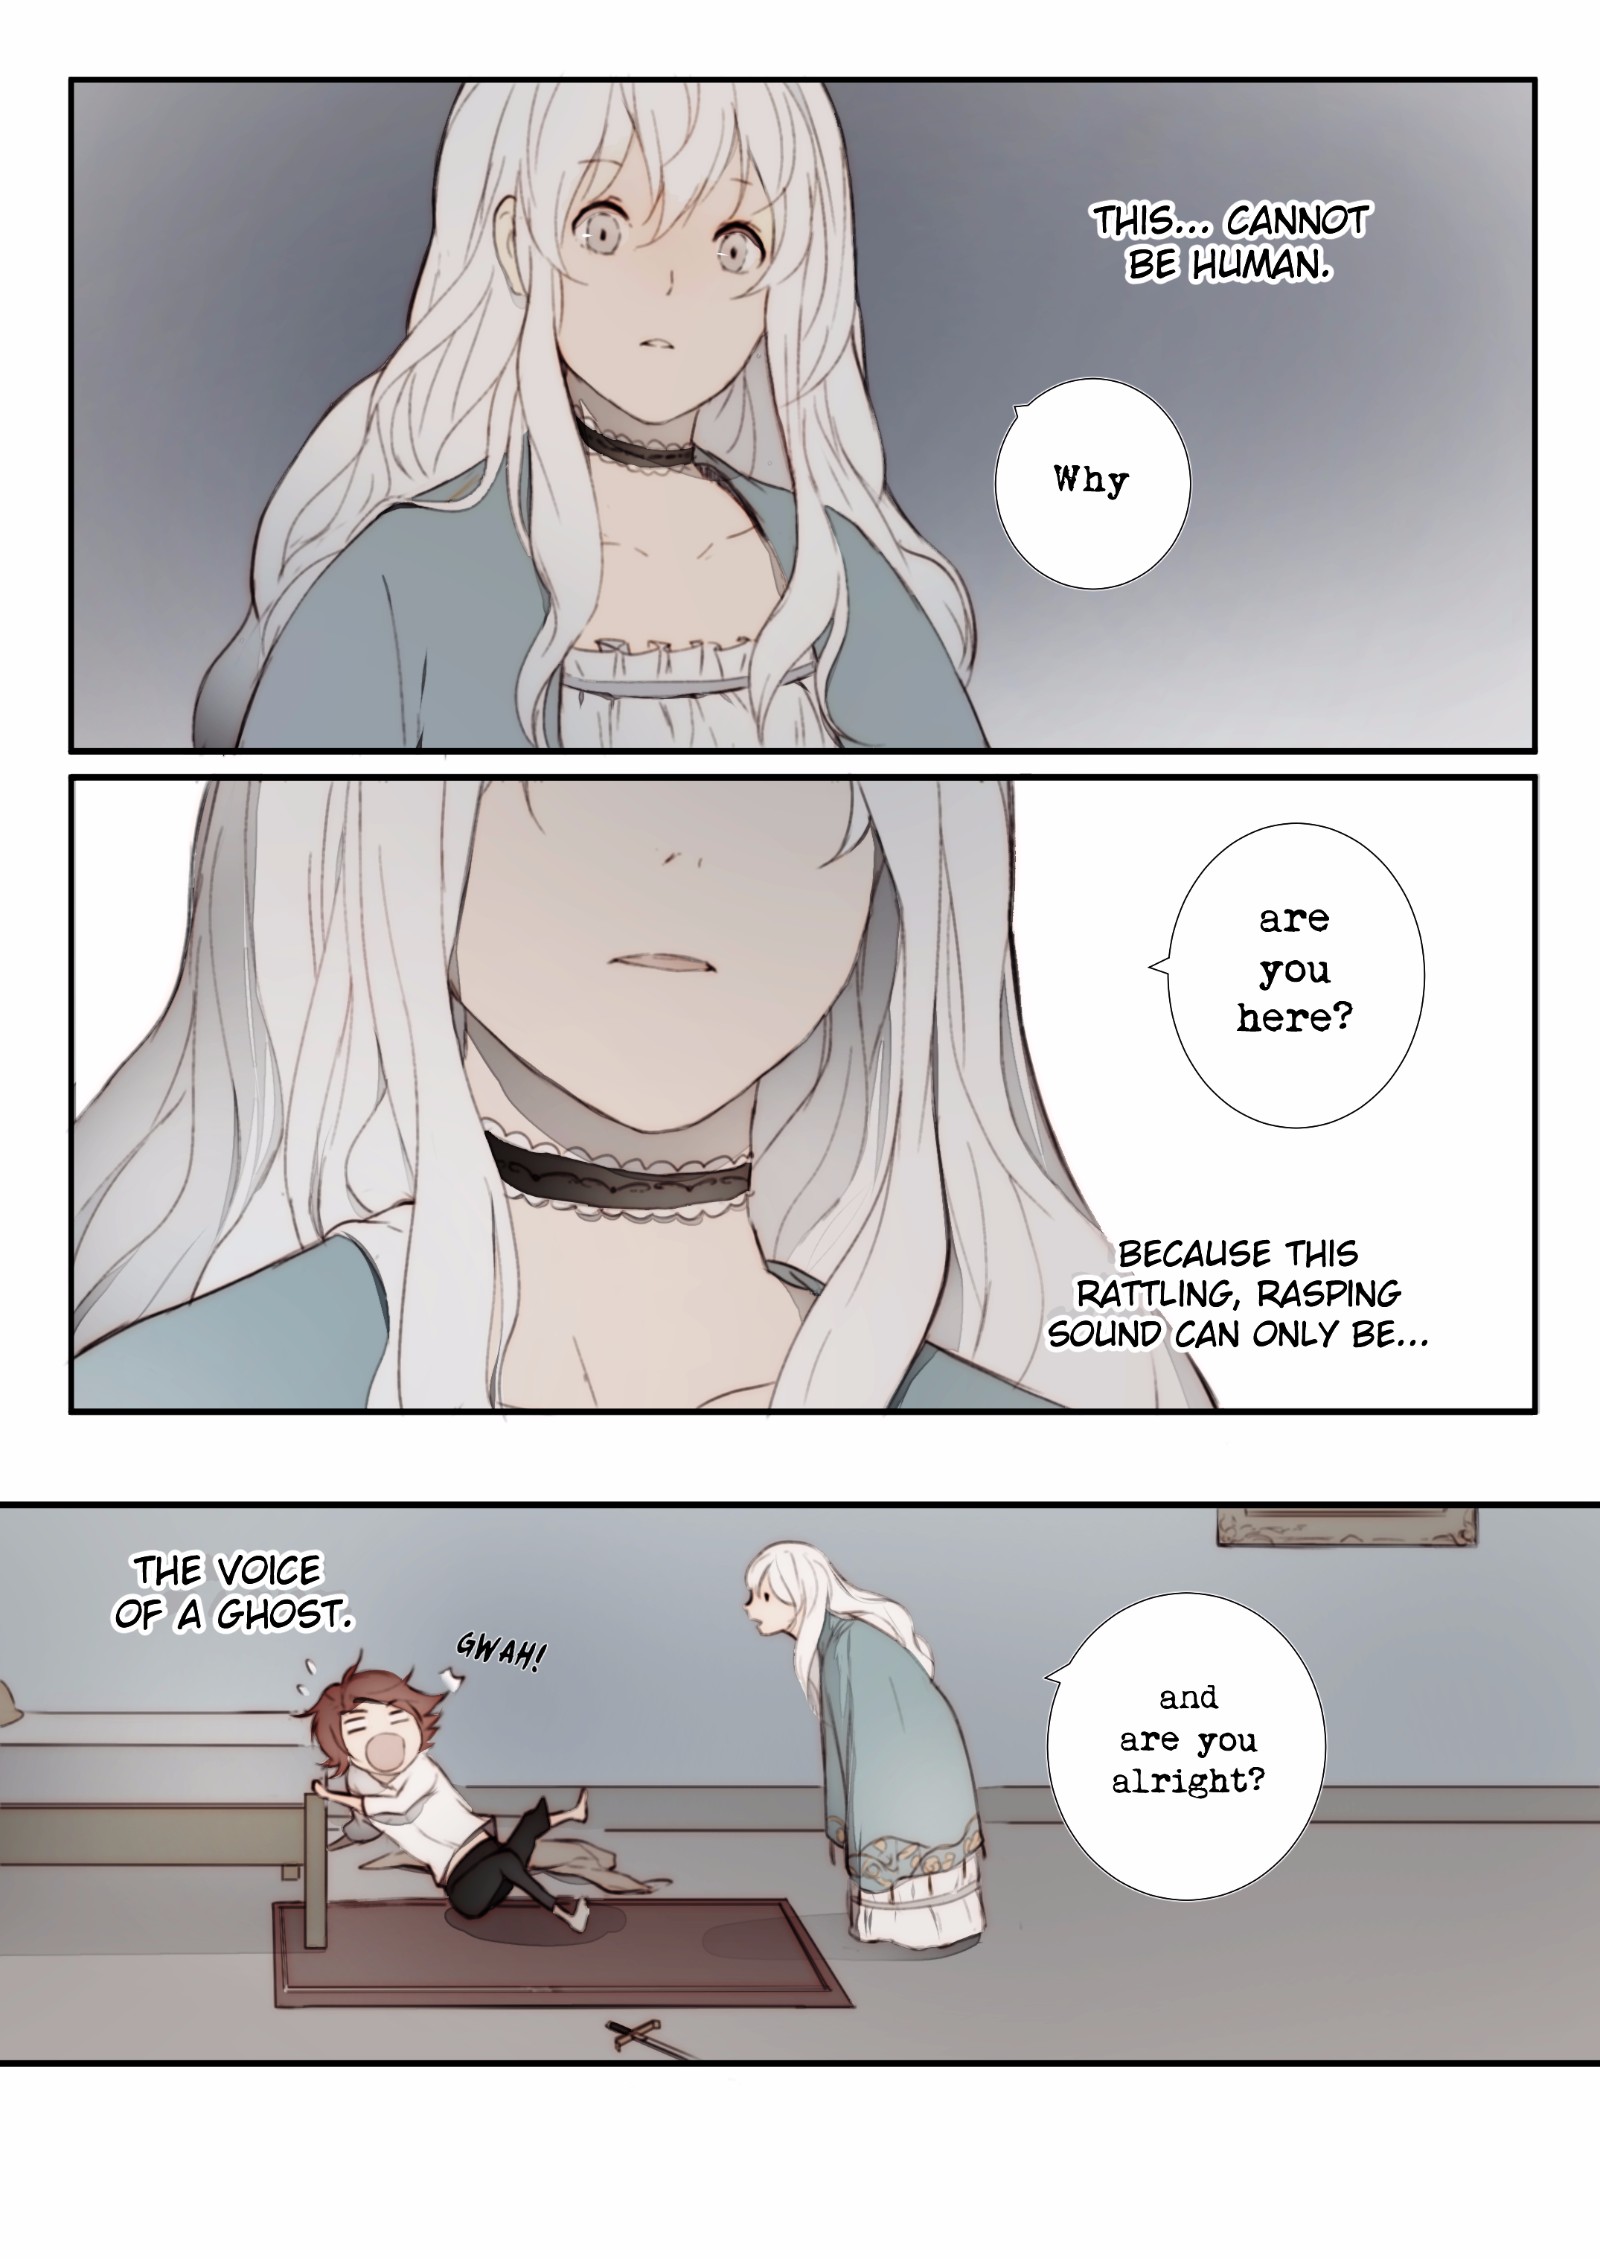 THIS... CANNOT
BE HUMAN.
Why
are
you
here?
BECAUSE THIS
RATTLING, RASPING
SOUND CAN ONLY BE...
THE VOICE
OF A GHOST.
GWAH!
and
are you
alright?